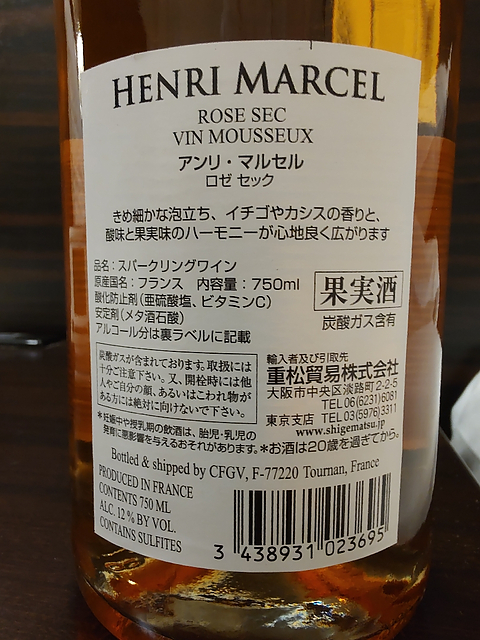 HENRI MARCEL
ROSE SEC
VIN MOUSSEUX
アンリ・マルセル
ロゼ セック
きめ細かな泡立ち、イチゴやカシスの香りと、
酸味と果実味のハーモニーが心地良く広がります
品名：スパークリングワイン
原産国名：フランス 内容量：750ml
酸化防止剤（亜硫酸塩、ビタミンC）
安定剤（メタ酒石酸）
アルコール分は裏ラベルに記載
果実酒
炭酸ガス含有
炭酸ガスが含まれております。取扱には
十分ご注意下さい。又、開栓時には他
人やご自分の顔、あるいはこわれ物が
ある方には絶対に向けないで下さい。
輸入者及び引取先
重松貿易株式会社
大阪市中央区淡路町2-2-5
TEL06(6231)6081
東京支店 TEL03(5976)3311
www.shigematsu.jp
＊妊娠中や授乳期の飲酒は、胎児・乳児の
発育に悪影響を与えるおそれがあります。
＊お酒は20歳を過ぎてから。
Bottled & shipped by CFGV, F-77220 Tournan, France
PRODUCED IN FRANCE
CONTENTS 750 ML
ALC. 12 % BY VOL.
CONTAINS SULFITES
3 438931 023695